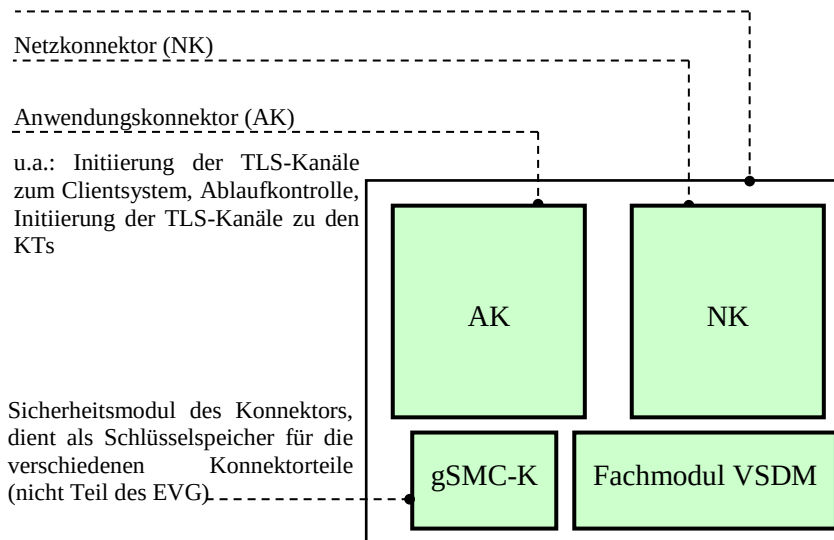 Netzkonnektor (NK)
Anwendungskonnektor (AK)
u.a.: Initiierung der TLS-Kanäle
zum Clientsystem, Ablaufkontrolle,
Initiierung der TLS-Kanäle zu den
KTs
AK
NK
Sicherheitsmodul des Konnektors,
dient als Schlüsselspeicher für die
verschiedenen Konnektorteile
(nicht Teil des EVG)
gSMC-K
Fachmodul VSDM